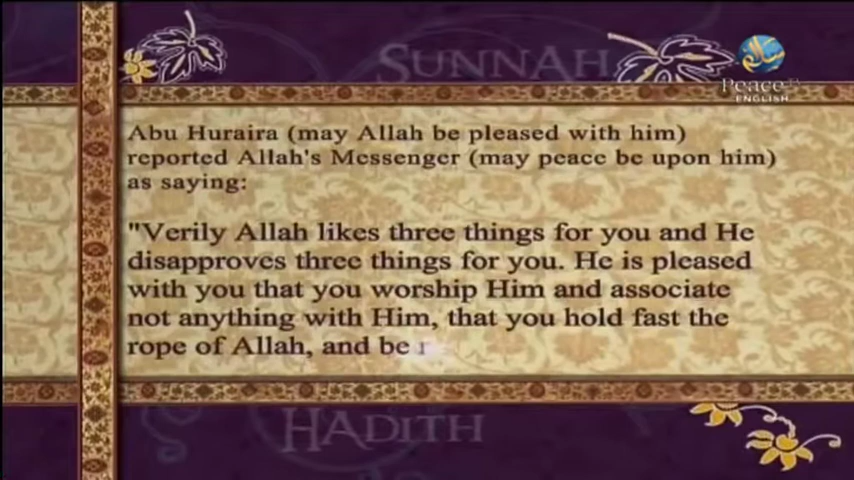 SUNNAH
Peace TV
ENGLISH
Abu Huraira (may Allah be pleased with him)
reported Allah's Messenger (may peace be upon him)
as saying:
"Verily Allah likes three things for you and He
disapproves three things for you. He is pleased
with you that you worship Him and associate
not anything with Him, that you hold fast the
rope of Allah, and be
HADITH